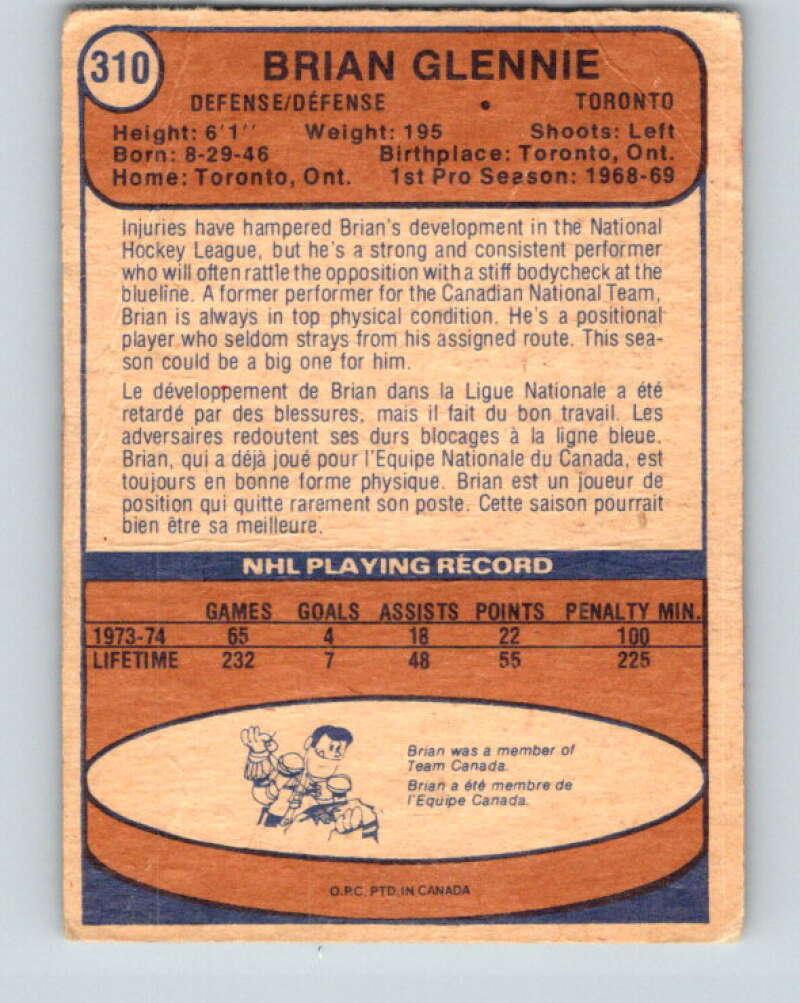 310
BRIAN GLENNIE
DEFENSE/DÉFENSE • TORONTO
Height: 6'1'' Weight: 195 Shoots: Left
Born: 8-29-46 Birthplace: Toronto, Ont.
Home: Toronto, Ont. 1st Pro Season: 1968-69
Injuries have hampered Brian's development in the National
Hockey League, but he's a strong and consistent performer
who will often rattle the opposition with a stiff bodycheck at the
blueline. A former performer for the Canadian National Team,
Brian is always in top physical condition. He's a positional
player who seldom strays from his assigned route. This sea-
son could be a big one for him.
Le développement de Brian dans la Ligue Nationale a été
retardé par des blessures, mais il fait du bon travail. Les
adversaires redoutent ses durs blocages à la ligne bleue.
Brian, qui a déjà joué pour l'Equipe Nationale du Canada, est
toujours en bonne forme physique. Brian est un joueur de
position qui quitte rarement son poste. Cette saison pourrait
bien être sa meilleure.
NHL PLAYING RÉCORD
GAMES GOALS ASSISTS POINTS PENALTY MIN.
1973-74 65 4 18 22 100
LIFETIME 232 7 48 55 225
Brian was a member of
Team Canada.
Brian a été membre de
l'Equipe Canada.
O.P.C. PTD. IN CANADA